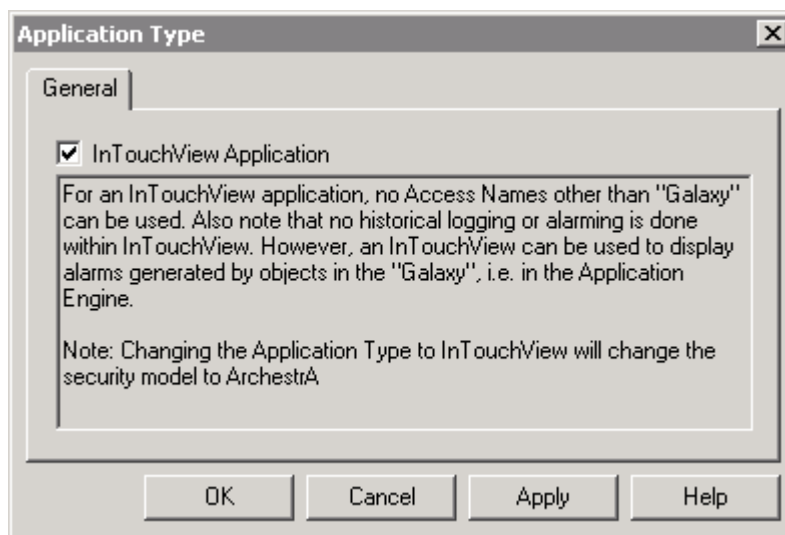 Application Type
General
InTouchView Application
For an InTouchView application, no Access Names other than "Galaxy"
can be used. Also note that no historical logging or alarming is done
within InTouchView. However, an InTouchView can be used to display
alarms generated by objects in the "Galaxy", i.e. in the Application
Engine.
Note: Changing the Application Type to InTouchView will change the
security model to ArchestrA
OK Cancel Apply Help